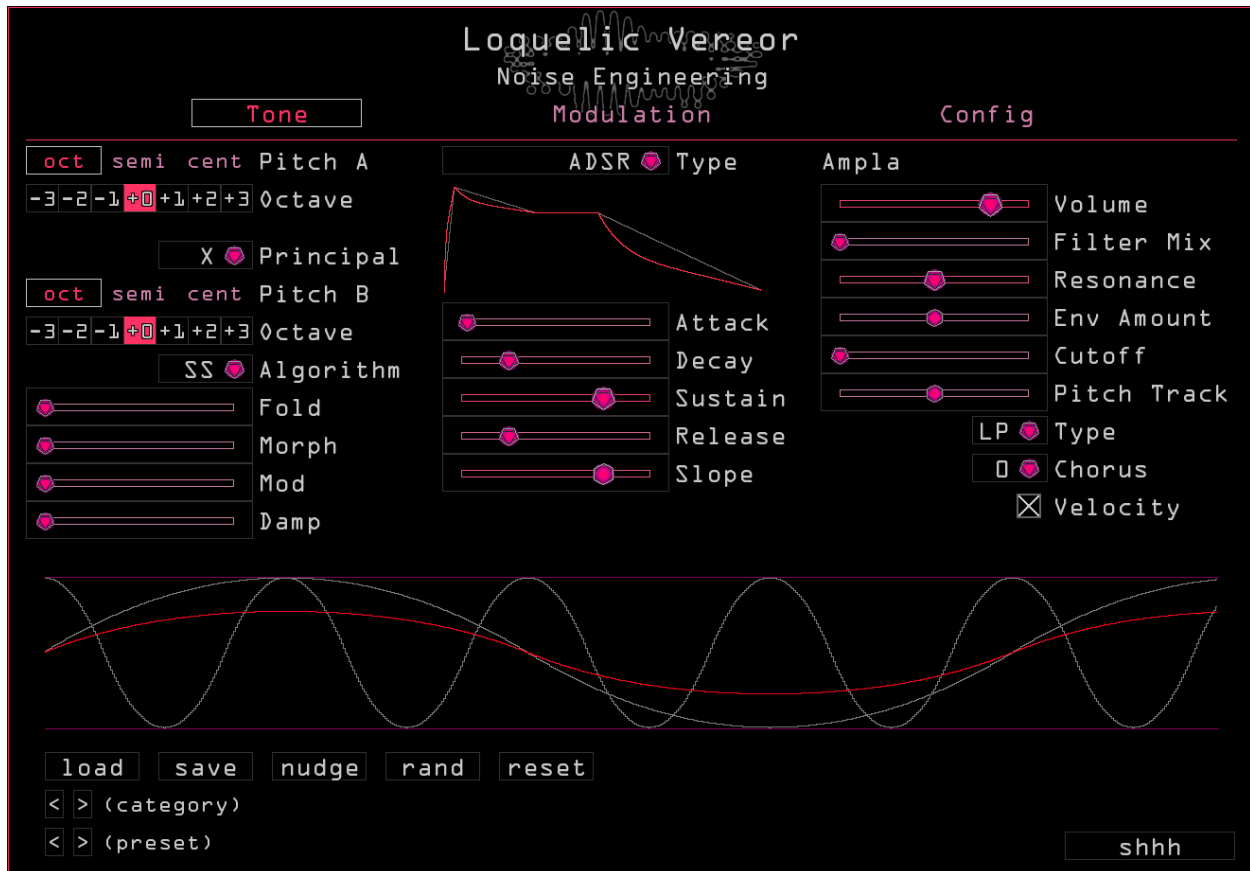 Loquelic Vereor
Noise Engineering
Tone Modulation Config
oct semi cent Pitch A
-3 -2 -1 +0 +1 +2 +3 Octave
X Principal
oct semi cent Pitch B
-3 -2 -1 +0 +1 +2 +3 Octave
SS Algorithm
Fold
Morph
Mod
Damp
ADSR Type
Attack
Decay
Sustain
Release
Slope
Ampla
Volume
Filter Mix
Resonance
Env Amount
Cutoff
Pitch Track
LP Type
0 Chorus
Velocity
load save nudge rand reset
< > (category)
< > (preset)
shhh